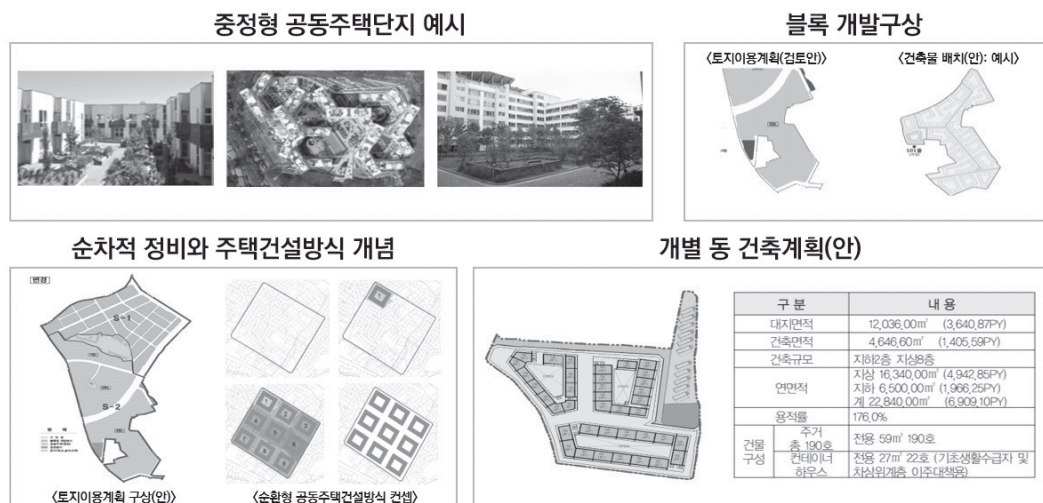 중정형 공동주택단지 예시
블록 개발구상
〈토지이용계획(검토안)〉
〈건축물 배치(안): 예시〉
순차적 정비와 주택건설방식 개념
개별 동 건축계획(안)
변경
S-1
S-2
〈토지이용계획 구상(안)〉
〈순환형 공동주택건설방식 컨셉〉
구 분 내 용
대지면적 12,036.00㎡ (3,640.87PY)
건축면적 4,646.60㎡ (1,405.59PY)
건축규모 지하2층 지상8층
연면적 지상 16,340.00㎡ (4,942.85PY)
지하 6,500.00㎡ (1,966.25PY)
계 22,840.00㎡ (6,909.10PY)
용적률 176.0%
건물 구성 주거 총 190호 전용 59㎡ 190호
컨테이너 하우스 전용 27㎡ 22호 (기초생활수급자 및
차상위계층 이주대책용)